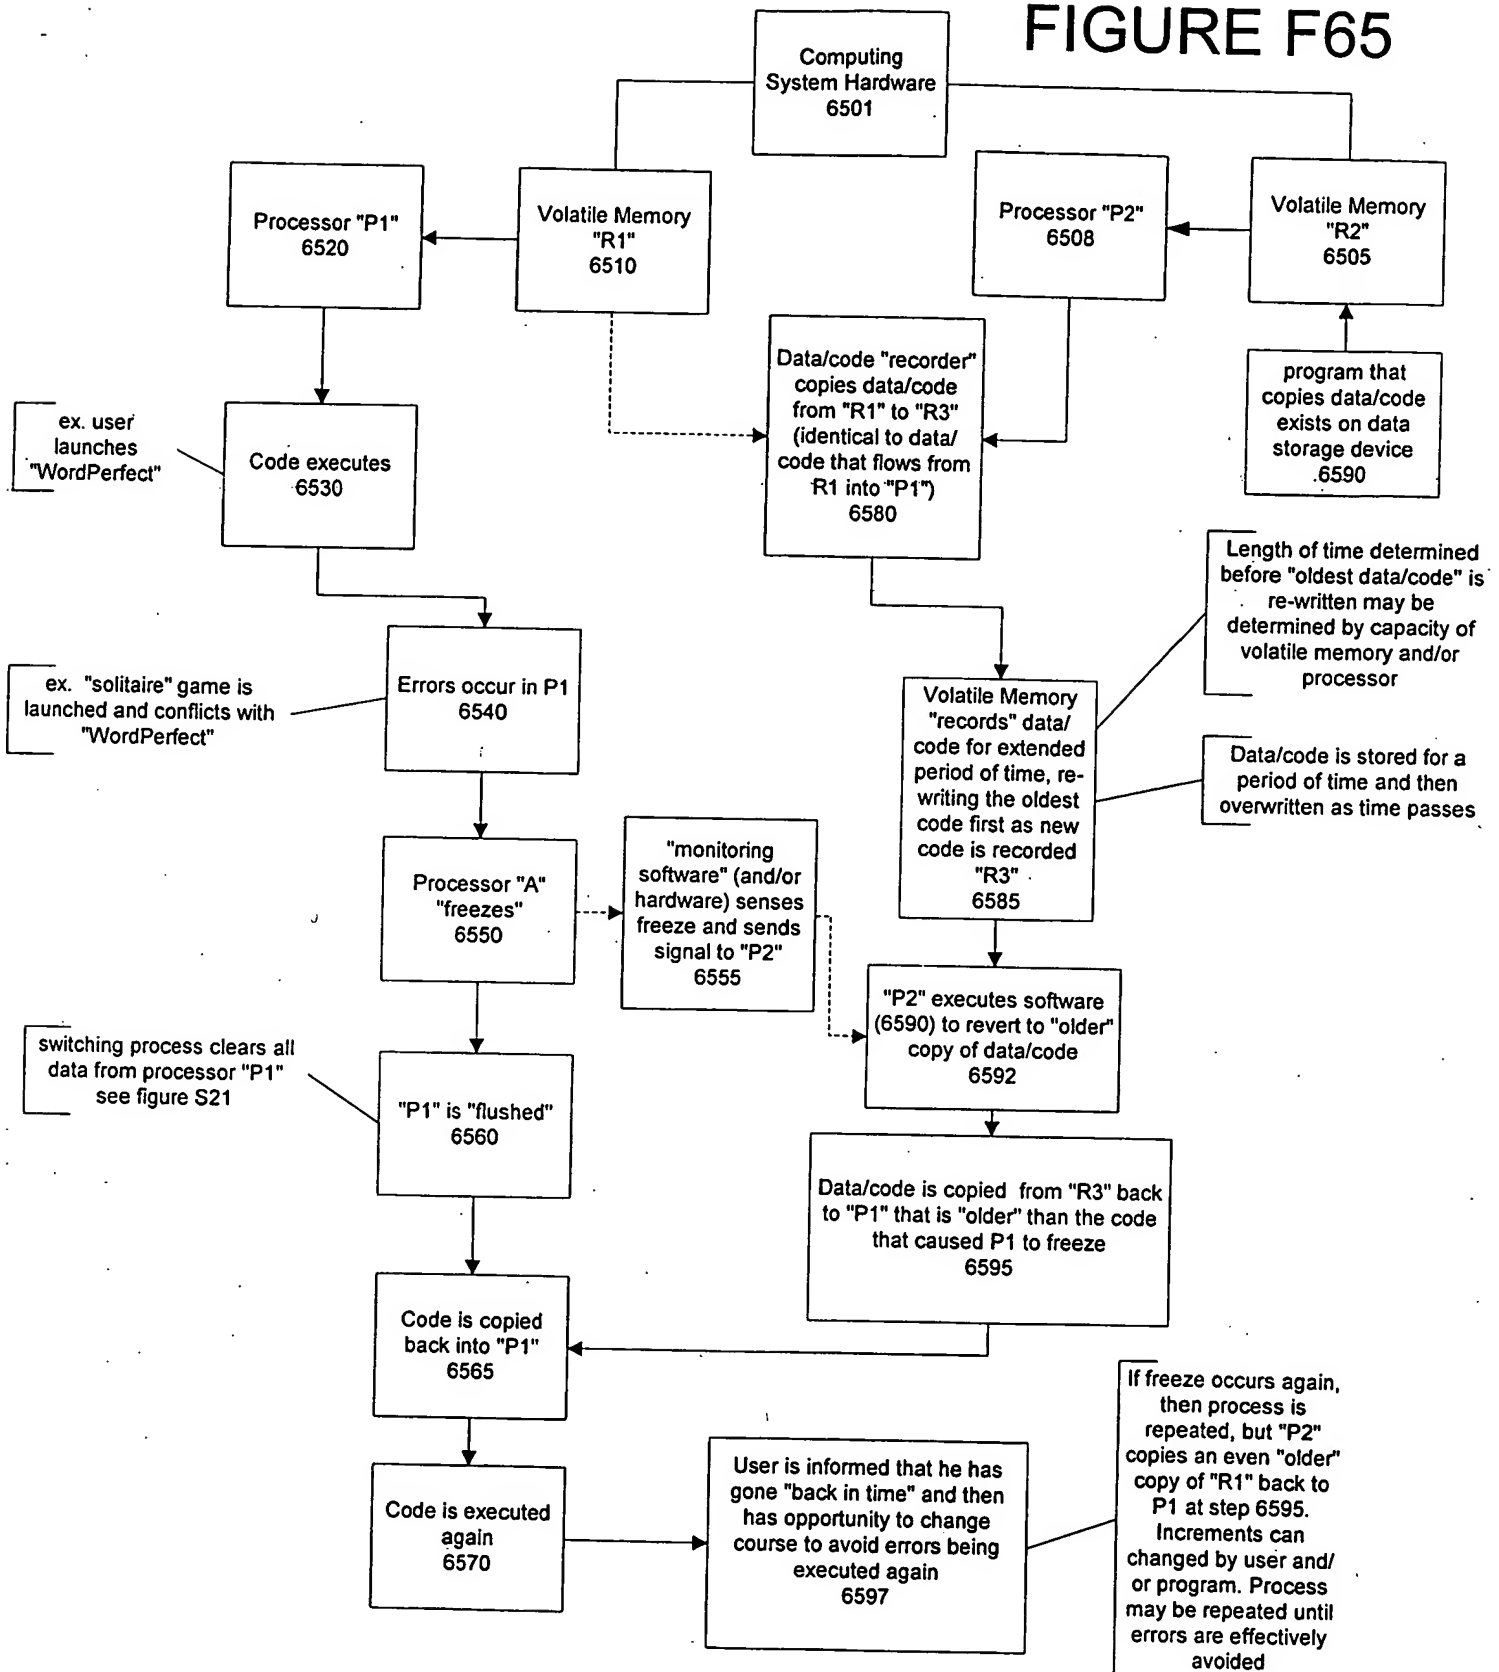 FIGURE F65
Computing
System Hardware
6501
Processor "P1"
6520
Volatile Memory
"R1"
6510
Processor "P2"
6508
Volatile Memory
"R2"
6505
Data/code "recorder"
copies data/code
from "R1" to "R3"
(identical to data/
code that flows from
R1 into "P1")
6580
program that
copies data/code
exists on data
storage device
6590
ex. user
launches
"WordPerfect"
Code executes
6530
Length of time determined
before "oldest data/code" is
re-written may be
determined by capacity of
volatile memory and/or
processor
ex. "solitaire" game is
launched and conflicts with
"WordPerfect"
Errors occur in P1
6540
Volatile Memory
"records" data/
code for extended
period of time, re-
writing the oldest
code first as new
code is recorded
"R3"
6585
Data/code is stored for a
period of time and then
overwritten as time passes
Processor "A"
"freezes"
6550
"monitoring
software" (and/or
hardware) senses
freeze and sends
signal to "P2"
6555
"P2" executes software
(6590) to revert to "older"
copy of data/code
6592
switching process clears all
data from processor "P1"
see figure S21
"P1" is "flushed"
6560
Data/code is copied from "R3" back
to "P1" that is "older" than the code
that caused P1 to freeze
6595
Code is copied
back into "P1"
6565
Code is executed
again
6570
User is informed that he has
gone "back in time" and then
has opportunity to change
course to avoid errors being
executed again
6597
If freeze occurs again,
then process is
repeated, but "P2"
copies an even "older"
copy of "R1" back to
P1 at step 6595.
Increments can
changed by user and/
or program. Process
may be repeated until
errors are effectively
avoided